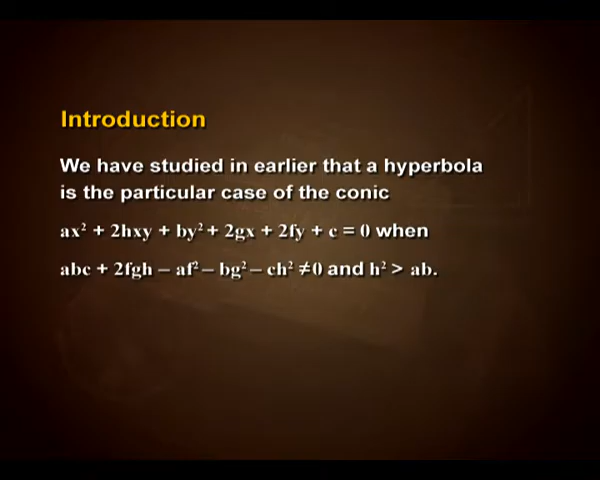 Introduction
We have studied in earlier that a hyperbola
is the particular case of the conic
ax² + 2hxy + by² + 2gx + 2fy + c = 0 when
abc + 2fgh – af² – bg² – ch² ≠0 and h² > ab.